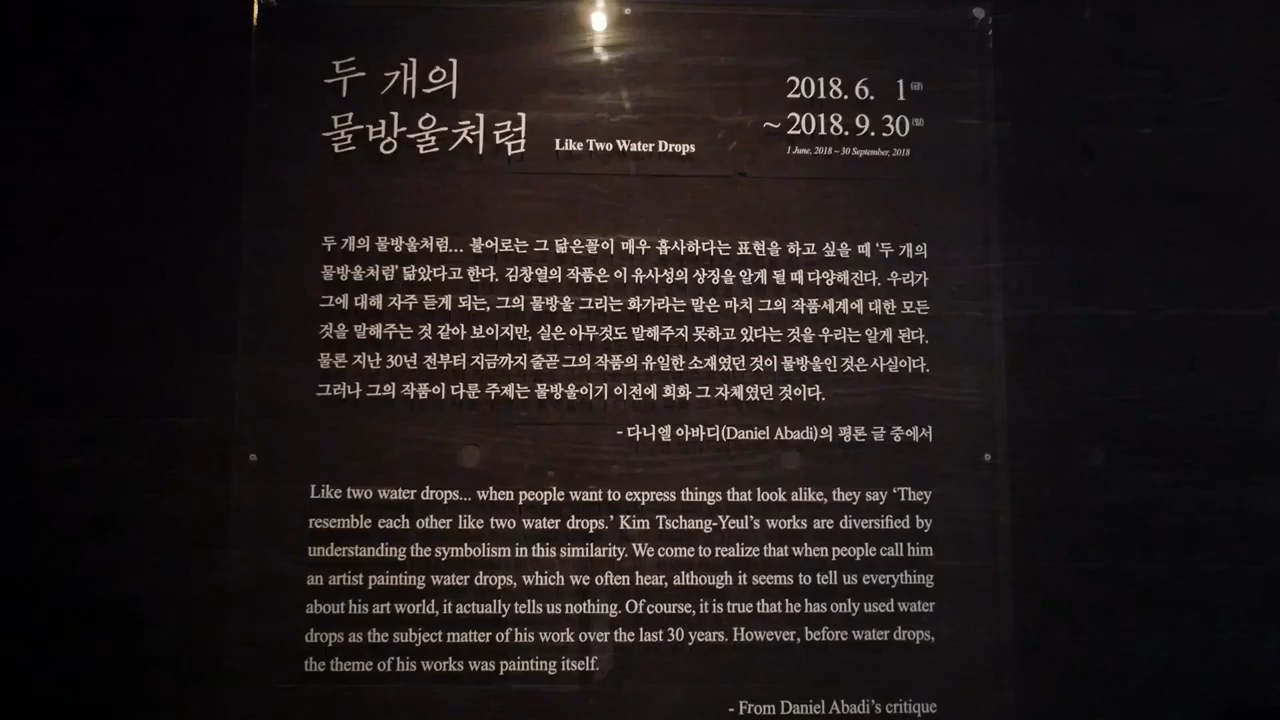 두 개의
물방울처럼
Like Two Water Drops
2018. 6. 1(금)
~ 2018. 9. 30(일)
1 June, 2018 ~ 30 September, 2018
두 개의 물방울처럼... 불어로는 그 닮은꼴이 매우 흡사하다는 표현을 하고 싶을 때 ‘두 개의
물방울처럼’ 닮았다고 한다. 김창열의 작품은 이 유사성의 상징을 알게 될 때 다양해진다. 우리가
그에 대해 자주 듣게 되는, 그의 물방울 그리는 화가라는 말은 마치 그의 작품세계에 대한 모든
것을 말해주는 것 같아 보이지만, 실은 아무것도 말해주지 못하고 있다는 것을 우리는 알게 된다.
물론 지난 30년 전부터 지금까지 줄곧 그의 작품의 유일한 소재였던 것이 물방울인 것은 사실이다.
그러나 그의 작품이 다룬 주제는 물방울이기 이전에 회화 그 자체였던 것이다.
- 다니엘 아바디(Daniel Abadi)의 평론 글 중에서
Like two water drops... when people want to express things that look alike, they say ‘They
resemble each other like two water drops.’ Kim Tschang-Yeul’s works are diversified by
understanding the symbolism in this similarity. We come to realize that when people call him
an artist painting water drops, which we often hear, although it seems to tell us everything
about his art world, it actually tells us nothing. Of course, it is true that he has only used water
drops as the subject matter of his work over the last 30 years. However, before water drops,
the theme of his works was painting itself.
- From Daniel Abadi’s critique